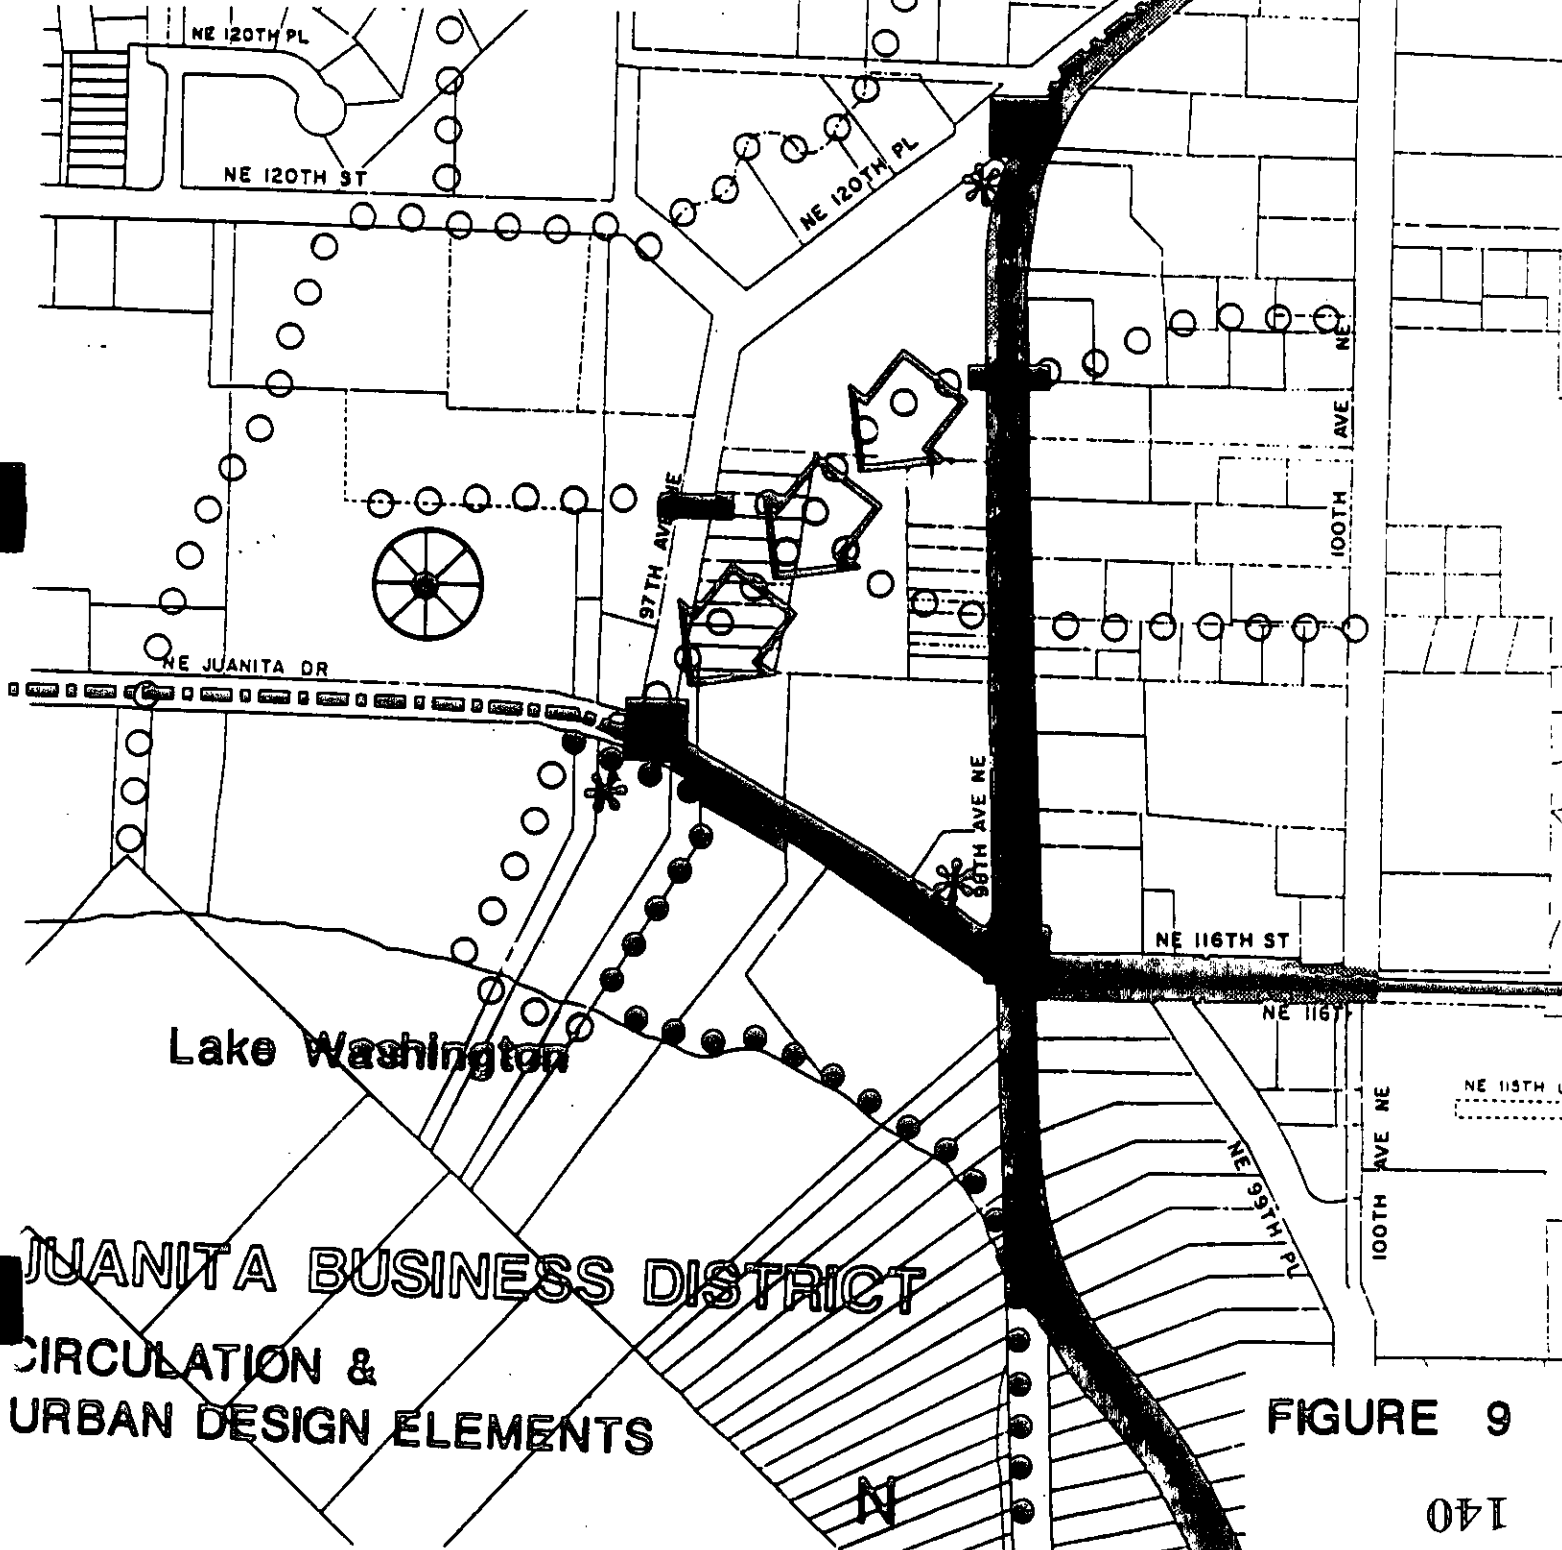 NE 120TH PL
NE 120TH ST
NE 120TH PL
NE
100TH AVE
97TH AVE NE
NE JUANITA DR
98TH AVE NE
NE 116TH ST
NE 116T
Lake Washington
NE 115TH
100TH AVE NE
NE 99TH PL
JUANITA BUSINESS DISTRICT
CIRCULATION &
URBAN DESIGN ELEMENTS
FIGURE 9
N
140